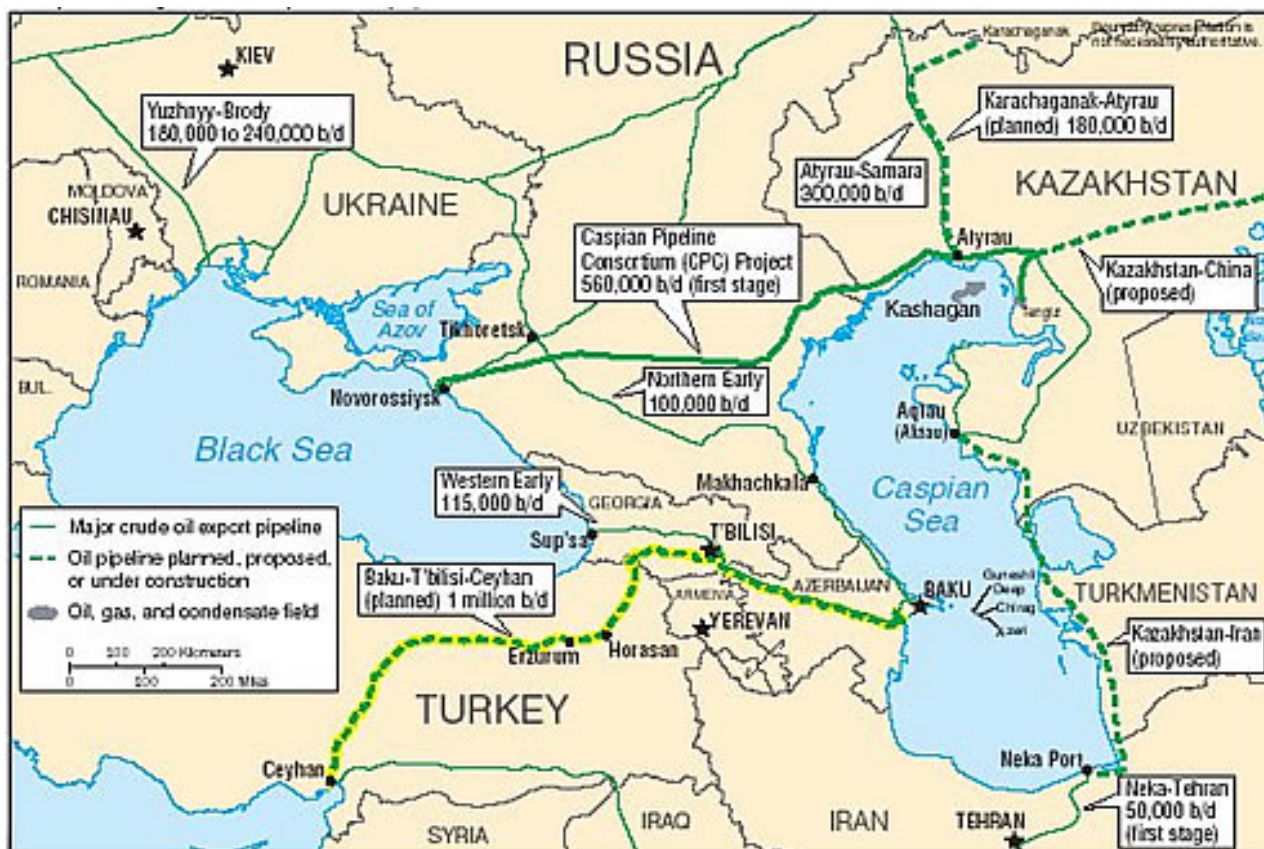 Karachaganak
not necessarily authoritative.
RUSSIA
KIEV
Yuzhnyy-Brody
180,000 to 240,000 b/d
Karachaganak-Atyrau
(planned) 180,000 b/d
Atyrau-Samara
300,000 b/d
KAZAKHSTAN
MOLDOVA
CHISINAU
UKRAINE
ROMANIA
Caspian Pipeline
Consortium (CPC) Project
560,000 b/d (first stage)
Atyrau
Kazakhstan-China
(proposed)
Kashagan
Tengiz
Sea of
Azov
Tikhoretsk
BUL.
Novorossiysk
Northern Early
100,000 b/d
Aqtau
(Aktau)
UZBEKISTAN
Black Sea
Western Early
115,000 b/d
GEORGIA
Makhachkala
Caspian
Sea
Sup'sa
T'BILISI
Major crude oil export pipeline
Oil pipeline planned, proposed,
or under construction
Oil, gas, and condensate field
0 100 200 Kilometers
0 100 200 Miles
Baku-T'bilisi-Ceyhan
(planned) 1 million b/d
ARMENIA
AZERBAIJAN
BAKU
Guneshli
Deep
Chirag
Azeri
TURKMENISTAN
YEREVAN
Erzurum
Horasan
Kazakhstan-Iran
(proposed)
TURKEY
Ceyhan
Neka Port
Neka-Tehran
50,000 b/d
(first stage)
SYRIA
IRAQ
IRAN
TEHRAN